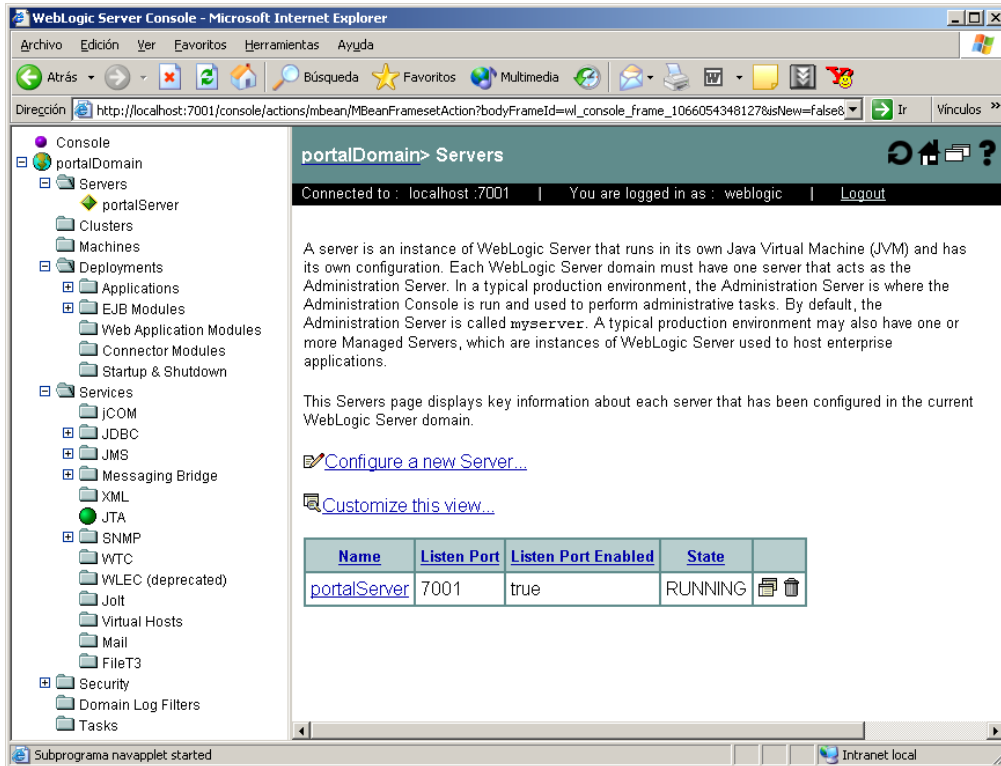 WebLogic Server Console - Microsoft Internet Explorer
Archivo Edición Ver Favoritos Herramientas Ayuda
Atrás Búsqueda Favoritos Multimedia
Dirección http://localhost:7001/console/actions/mbean/MBeanFramesetAction?bodyFrameId=wl_console_frame_1066054348127&isNew=false& Ir Vínculos »
Console
portalDomain
Servers
portalServer
Clusters
Machines
Deployments
Applications
EJB Modules
Web Application Modules
Connector Modules
Startup & Shutdown
Services
jCOM
JDBC
JMS
Messaging Bridge
XML
JTA
SNMP
WTC
WLEC (deprecated)
Jolt
Virtual Hosts
Mail
FileT3
Security
Domain Log Filters
Tasks
portalDomain> Servers
Connected to : localhost :7001 | You are logged in as : weblogic | Logout
A server is an instance of WebLogic Server that runs in its own Java Virtual Machine (JVM) and has
its own configuration. Each WebLogic Server domain must have one server that acts as the
Administration Server. In a typical production environment, the Administration Server is where the
Administration Console is run and used to perform administrative tasks. By default, the
Administration Server is called myserver. A typical production environment may also have one or
more Managed Servers, which are instances of WebLogic Server used to host enterprise
applications.
This Servers page displays key information about each server that has been configured in the current
WebLogic Server domain.
Configure a new Server...
Customize this view...
Name Listen Port Listen Port Enabled State
portalServer 7001 true RUNNING
Subprograma navapplet started Intranet local